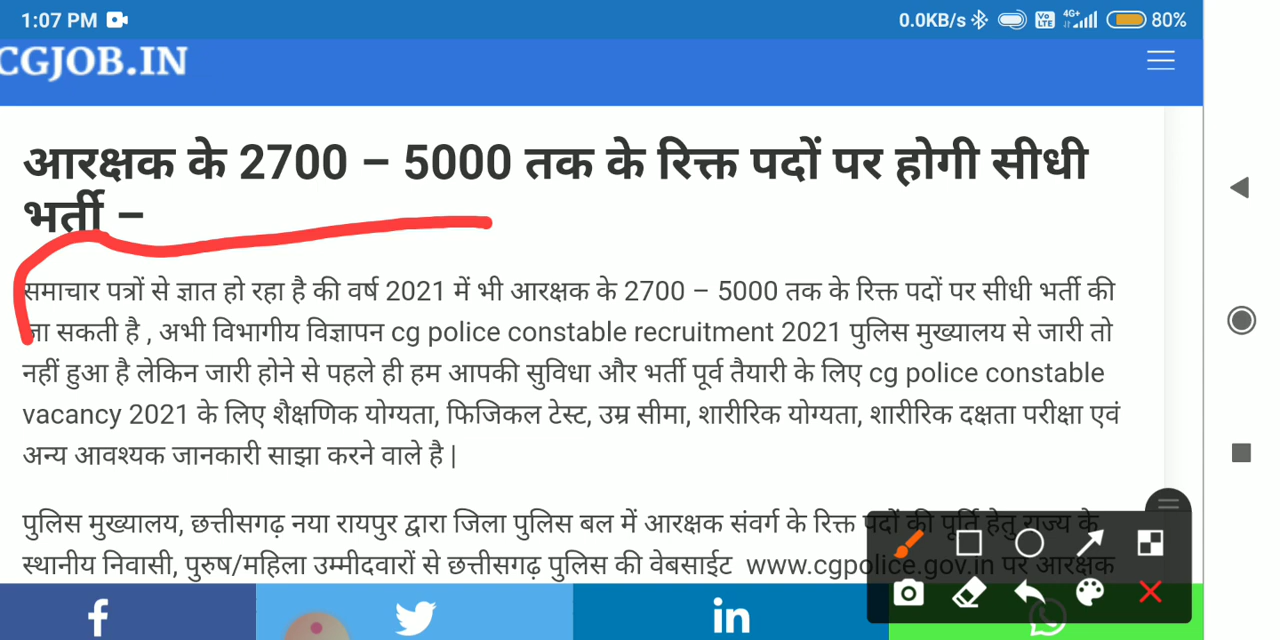 1:07 PM 0.0KB/s Vo LTE 4G+ 80%
CGJOB.IN
आरक्षक के 2700 – 5000 तक के रिक्त पदों पर होगी सीधी
भर्ती –
समाचार पत्रों से ज्ञात हो रहा है की वर्ष 2021 में भी आरक्षक के 2700 – 5000 तक के रिक्त पदों पर सीधी भर्ती की
जा सकती है , अभी विभागीय विज्ञापन cg police constable recruitment 2021 पुलिस मुख्यालय से जारी तो
नहीं हुआ है लेकिन जारी होने से पहले ही हम आपकी सुविधा और भर्ती पूर्व तैयारी के लिए cg police constable
vacancy 2021 के लिए शैक्षणिक योग्यता, फिजिकल टेस्ट, उम्र सीमा, शारीरिक योग्यता, शारीरिक दक्षता परीक्षा एवं
अन्य आवश्यक जानकारी साझा करने वाले है |
पुलिस मुख्यालय, छत्तीसगढ़ नया रायपुर द्वारा जिला पुलिस बल में आरक्षक संवर्ग के रिक्त पदों की पूर्ति हेतु राज्य के
स्थानीय निवासी, पुरुष/महिला उम्मीदवारों से छत्तीसगढ़ पुलिस की वेबसाईट www.cgpolice.gov.in पर आरक्षक